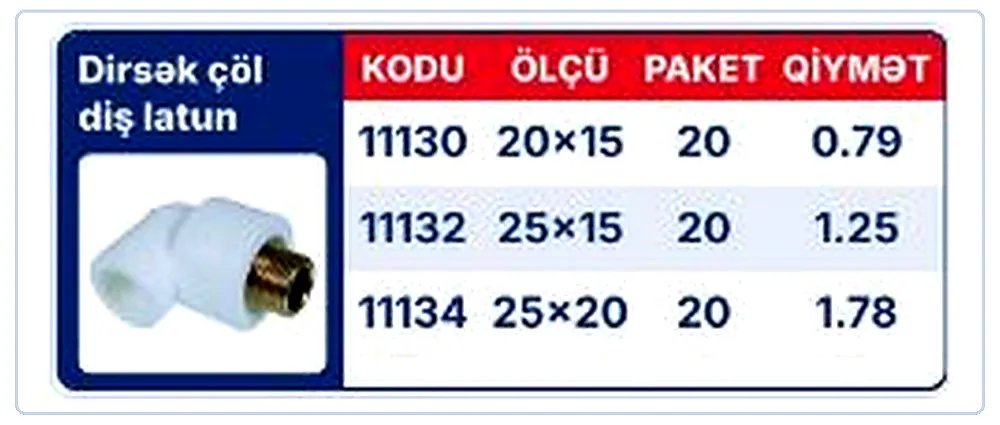 Dirsək çöl
diş latun
KODU ÖLÇÜ PAKET QİYMƏT
11130 20×15 20 0.79
11132 25×15 20 1.25
11134 25×20 20 1.78